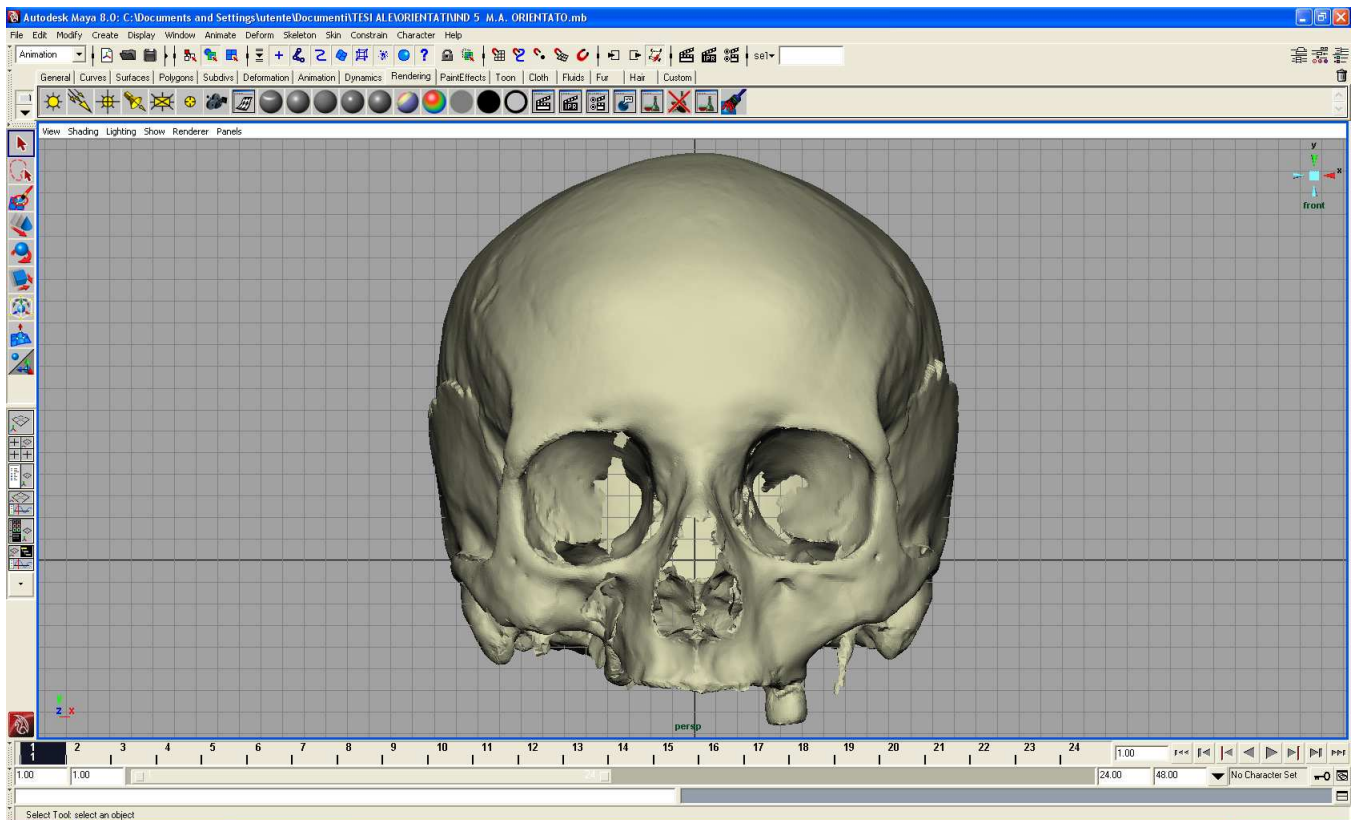 Autodesk Maya 8.0: C:\Documents and Settings\utente\Documenti\TESI ALE\ORIENTATI\IND 5 M.A. ORIENTATO.mb
File Edit Modify Create Display Window Animate Deform Skeleton Skin Constrain Character Help
Animation sel
General Curves Surfaces Polygons Subdivs Deformation Animation Dynamics Rendering PaintEffects Toon Cloth Fluids Fur Hair Custom
IPR
View Shading Lighting Show Renderer Panels
y
x
front
y
z x
persp
1 2 3 4 5 6 7 8 9 10 11 12 13 14 15 16 17 18 19 20 21 22 23 24
1 1.00
1.00 1.00 1 24 24.00 48.00 No Character Set
Select Tool: select an object